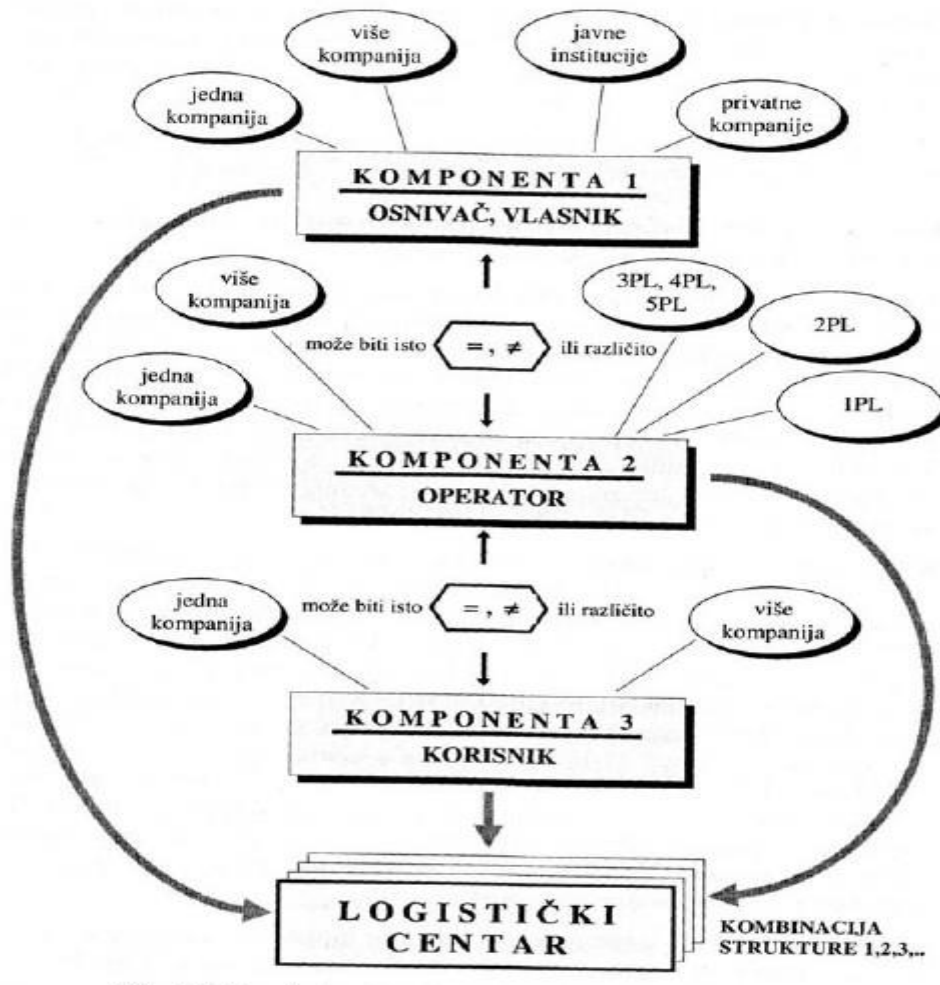 više
kompanija
javne
institucije
jedna
kompanija
privatne
kompanije
KOMPONENTA 1
OSNIVAČ, VLASNIK
više
kompanija
3PL, 4PL,
5PL
2PL
može biti isto = , ≠ ili različito
jedna
kompanija
1PL
KOMPONENTA 2
OPERATOR
jedna
kompanija
može biti isto = , ≠ ili različito
više
kompanija
KOMPONENTA 3
KORISNIK
LOGISTIČKI
CENTAR
KOMBINACIJA
STRUKTURE 1,2,3,..